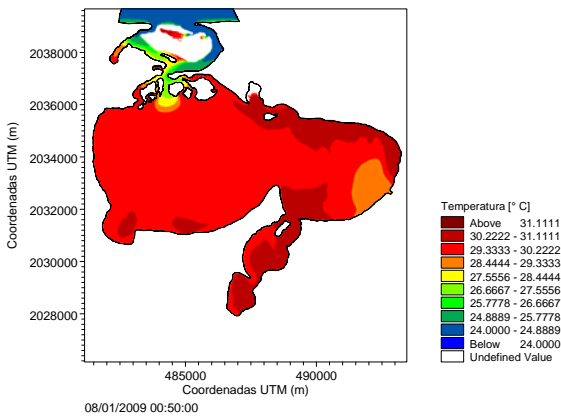 2038000
2036000
2034000
2032000
2030000
2028000
Coordenadas UTM (m)
485000
490000
Coordenadas UTM (m)
08/01/2009 00:50:00
Temperatura [° C]
Above 31.1111
30.2222 - 31.1111
29.3333 - 30.2222
28.4444 - 29.3333
27.5556 - 28.4444
26.6667 - 27.5556
25.7778 - 26.6667
24.8889 - 25.7778
24.0000 - 24.8889
Below 24.0000
Undefined Value